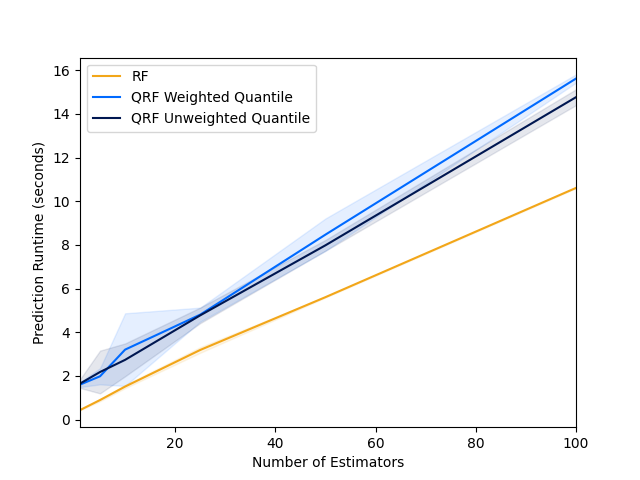 RF
QRF Weighted Quantile
QRF Unweighted Quantile
Prediction Runtime (seconds)
16
14
12
10
8
6
4
2
0
20
40
60
80
100
Number of Estimators